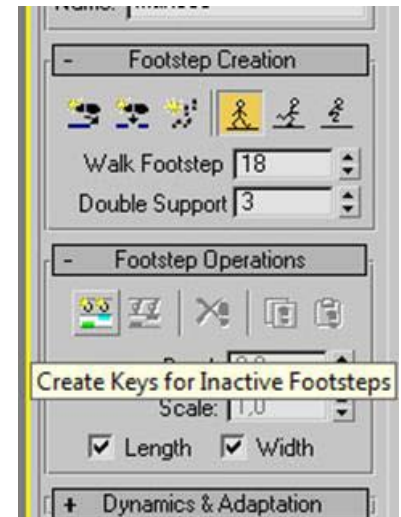 Name:
- Footstep Creation
Walk Footstep 18
Double Support 3
- Footstep Operations
Create Keys for Inactive Footsteps
Scale: 1,0
Length Width
+ Dynamics & Adaptation